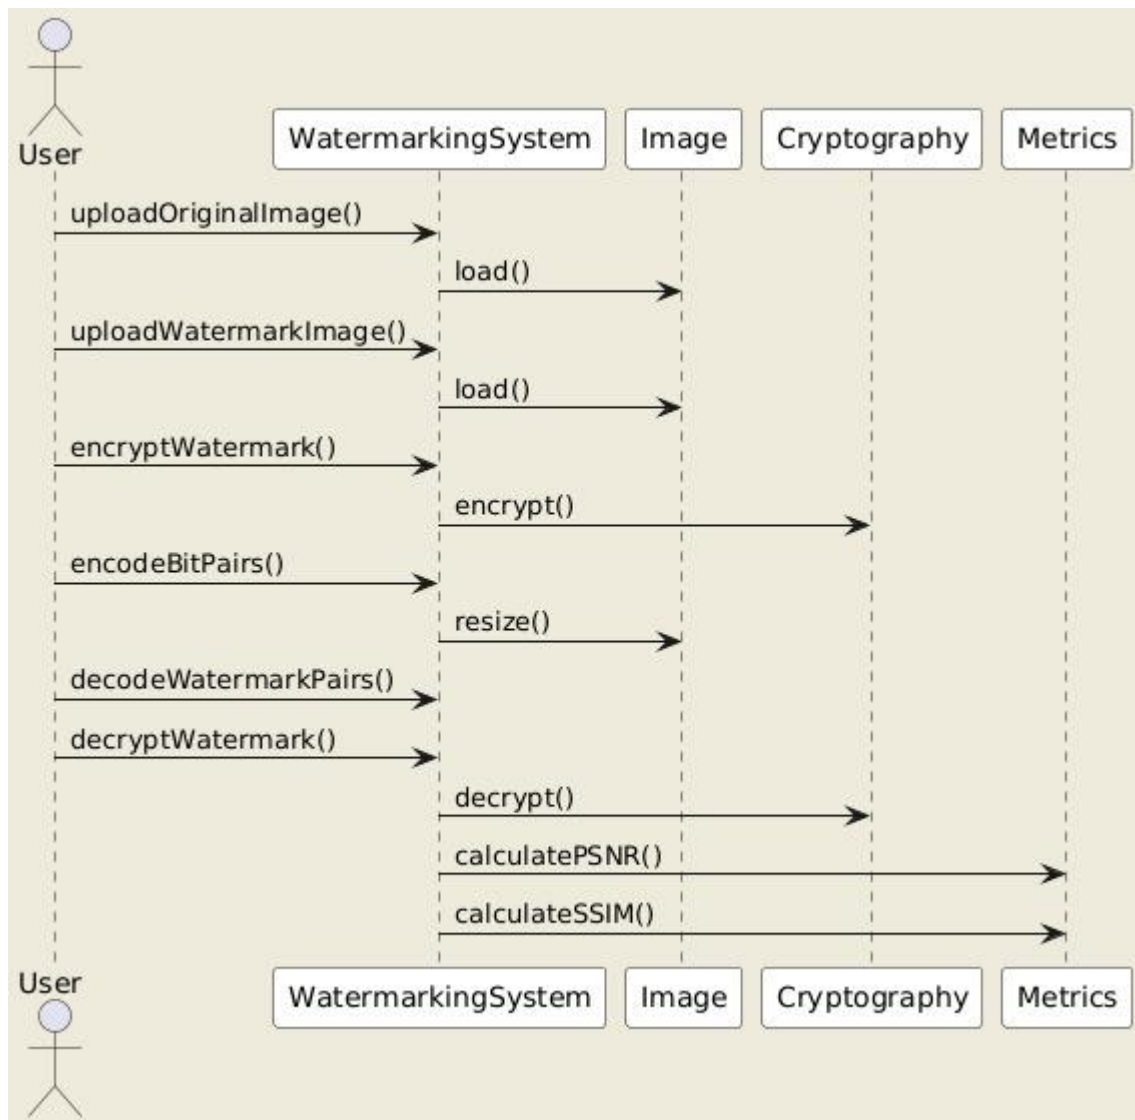 User
WatermarkingSystem
Image
Cryptography
Metrics
uploadOriginalImage()
load()
uploadWatermarkImage()
load()
encryptWatermark()
encrypt()
encodeBitPairs()
resize()
decodeWatermarkPairs()
decryptWatermark()
decrypt()
calculatePSNR()
calculateSSIM()
User
WatermarkingSystem
Image
Cryptography
Metrics